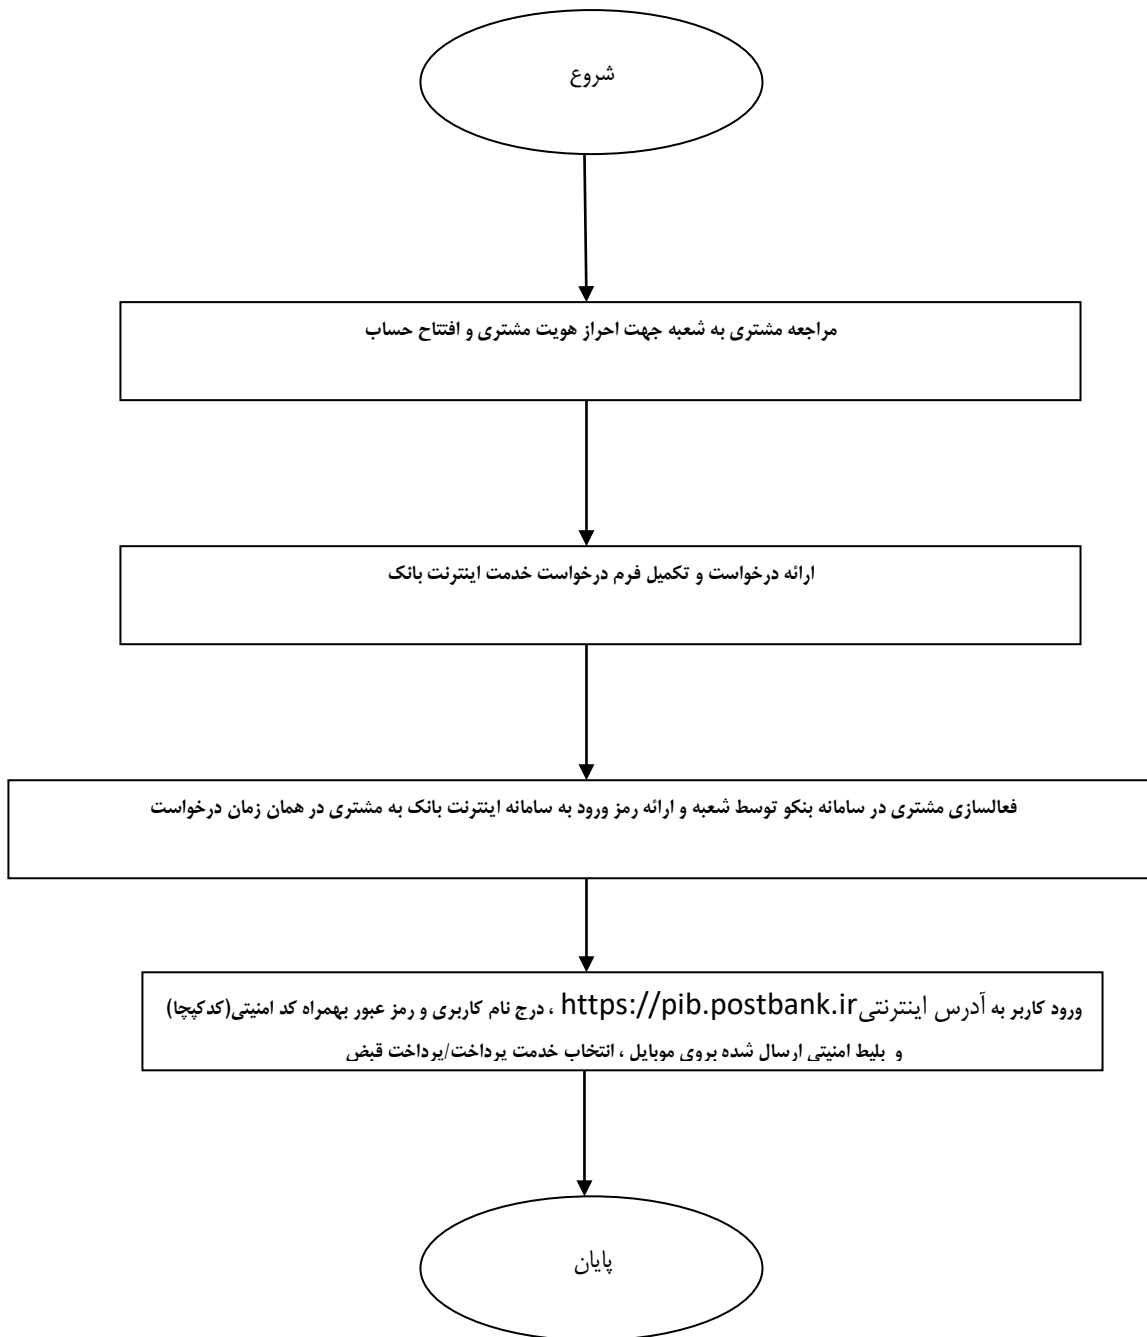 شروع
مراجعه مشتری به شعبه جهت احراز هویت مشتری و افتتاح حساب
ارائه درخواست و تکمیل فرم درخواست خدمت اینترنت بانک
فعالسازی مشتری در سامانه بنکو توسط شعبه و ارائه رمز ورود به سامانه اینترنت بانک به مشتری در همان زمان درخواست
ورود کاربر به آدرس اینترنتی https://pib.postbank.ir ، درج نام کاربری و رمز عبور بهمراه کد امنیتی(کدکپچا)
و بلیط امنیتی ارسال شده بروی موبایل ، انتخاب خدمت پرداخت/پرداخت قبض
پایان